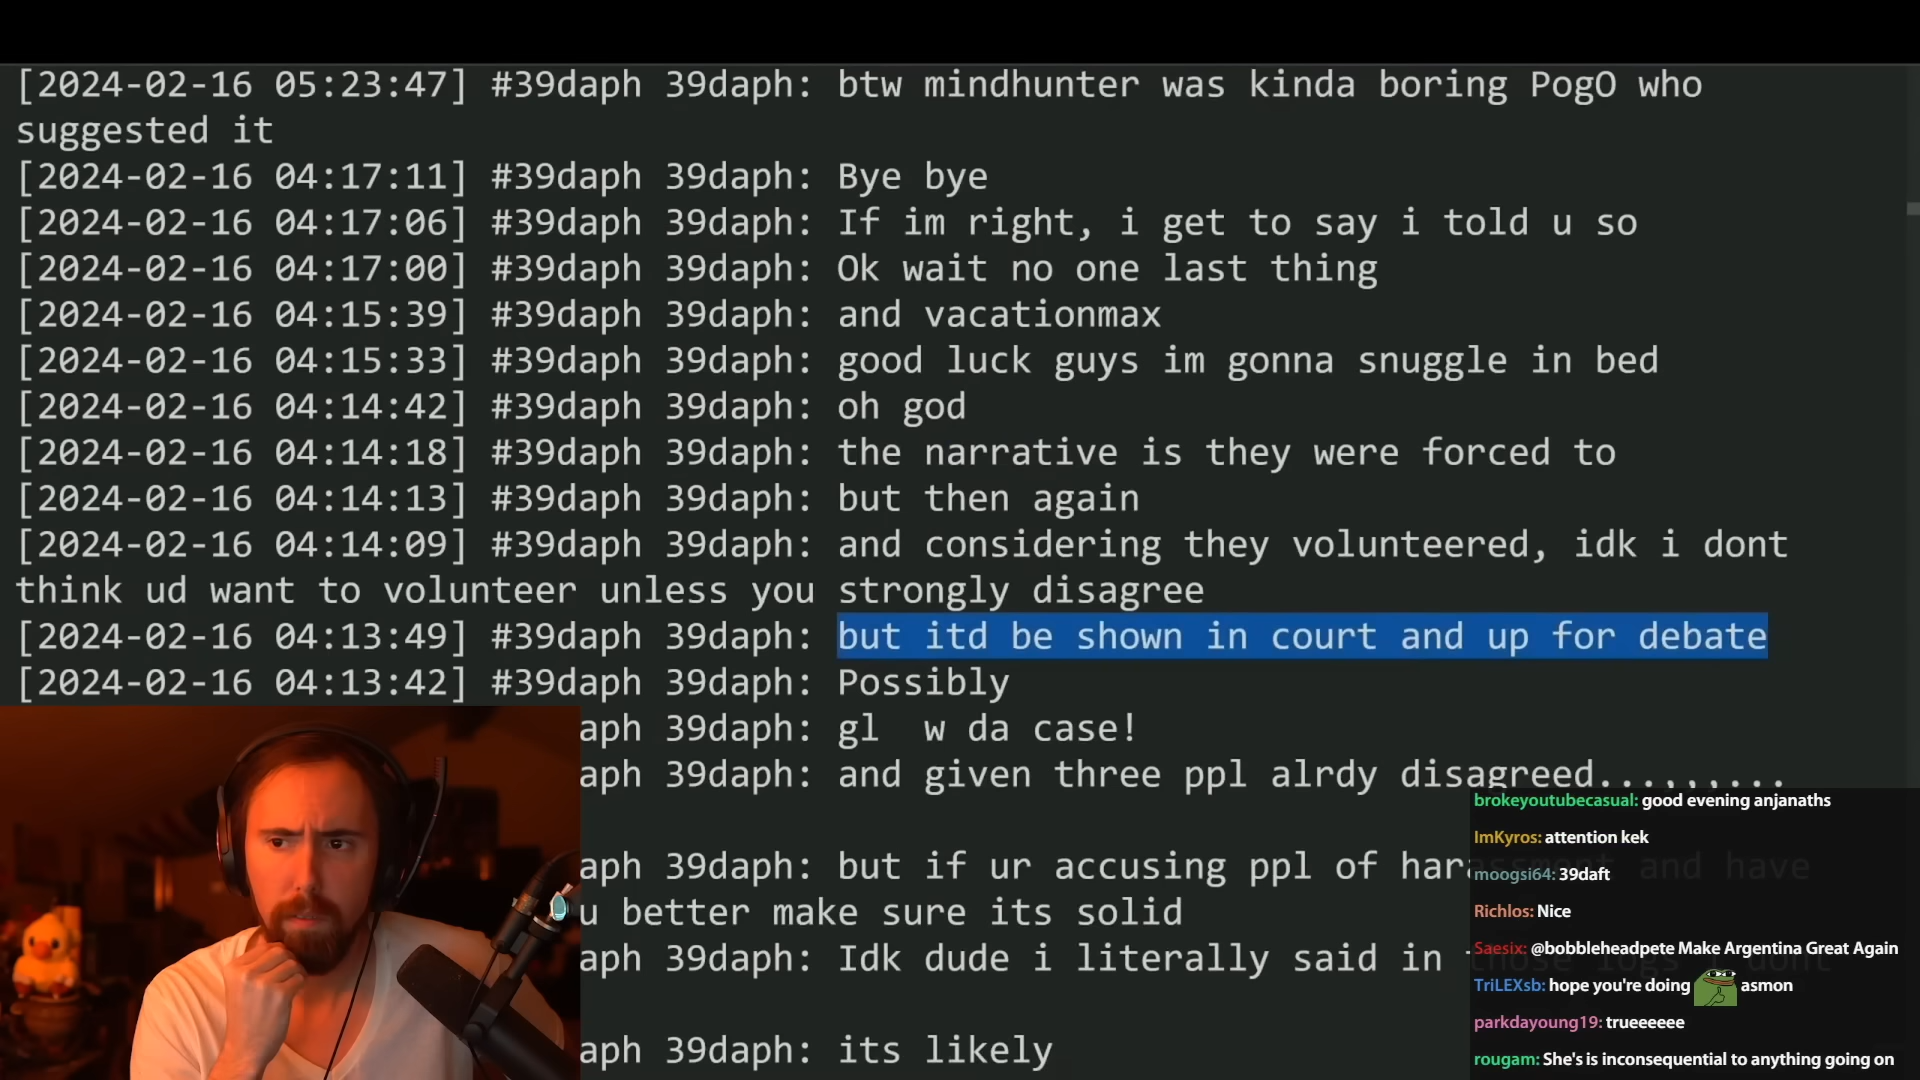 [2024-02-16 05:23:47] #39daph 39daph: btw mindhunter was kinda boring PogO who
suggested it
[2024-02-16 04:17:11] #39daph 39daph: Bye bye
[2024-02-16 04:17:06] #39daph 39daph: If im right, i get to say i told u so
[2024-02-16 04:17:00] #39daph 39daph: Ok wait no one last thing
[2024-02-16 04:15:39] #39daph 39daph: and vacationmax
[2024-02-16 04:15:33] #39daph 39daph: good luck guys im gonna snuggle in bed
[2024-02-16 04:14:42] #39daph 39daph: oh god
[2024-02-16 04:14:18] #39daph 39daph: the narrative is they were forced to
[2024-02-16 04:14:13] #39daph 39daph: but then again
[2024-02-16 04:14:09] #39daph 39daph: and considering they volunteered, idk i dont
think ud want to volunteer unless you strongly disagree
[2024-02-16 04:13:49] #39daph 39daph: but itd be shown in court and up for debate
[2024-02-16 04:13:42] #39daph 39daph: Possibly
aph 39daph: gl w da case!
aph 39daph: and given three ppl alrdy disagreed.........
aph 39daph: but if ur accusing ppl of harassment and have
u better make sure its solid
aph 39daph: Idk dude i literally said in those logs i dont
aph 39daph: its likely
brokeyoutubecasual: good evening anjanaths
ImKyros: attention kek
moogsi64: 39daft
Richlos: Nice
Saesix: @bobbleheadpete Make Argentina Great Again
TriLEXsb: hope you're doing asmon
parkdayoung19: trueeeeee
rougam: She's is inconsequential to anything going on